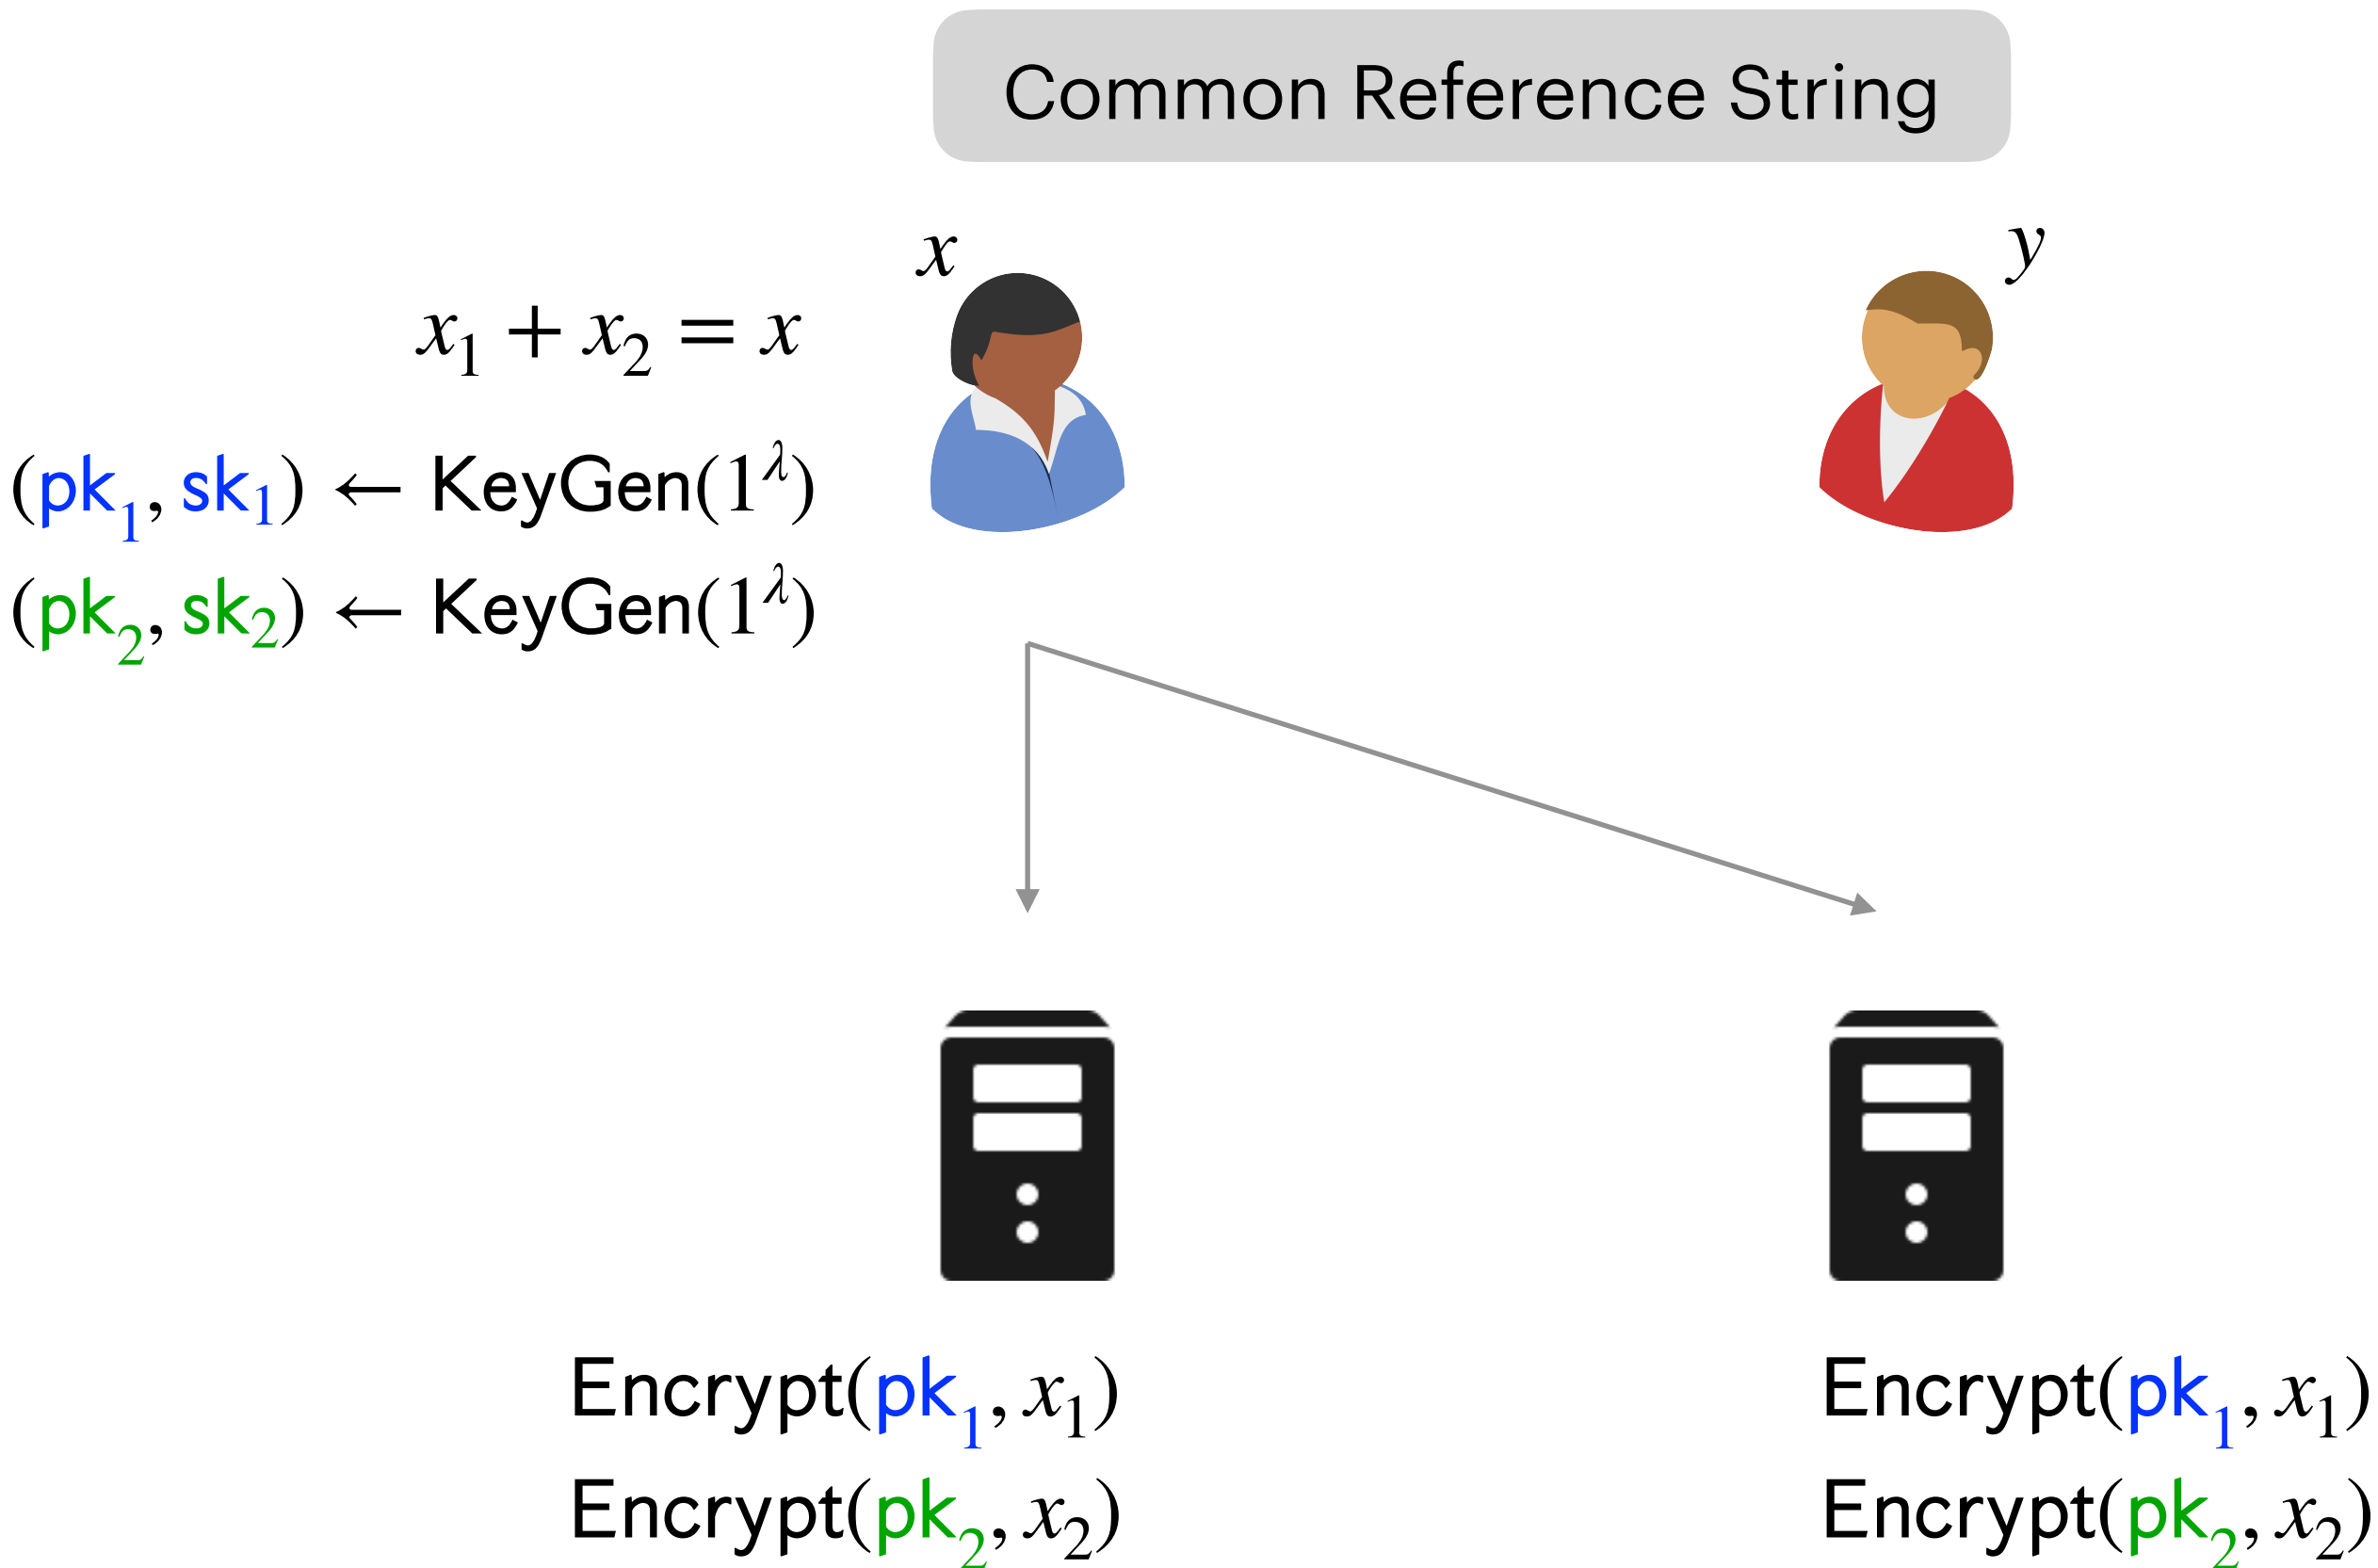 Common Reference String
x
y
x₁ + x₂ = x
(pk₁, sk₁) ← KeyGen(1^λ)
(pk₂, sk₂) ← KeyGen(1^λ)
Encrypt(pk₁, x₁)
Encrypt(pk₂, x₂)
Encrypt(pk₁, x₁)
Encrypt(pk₂, x₂)